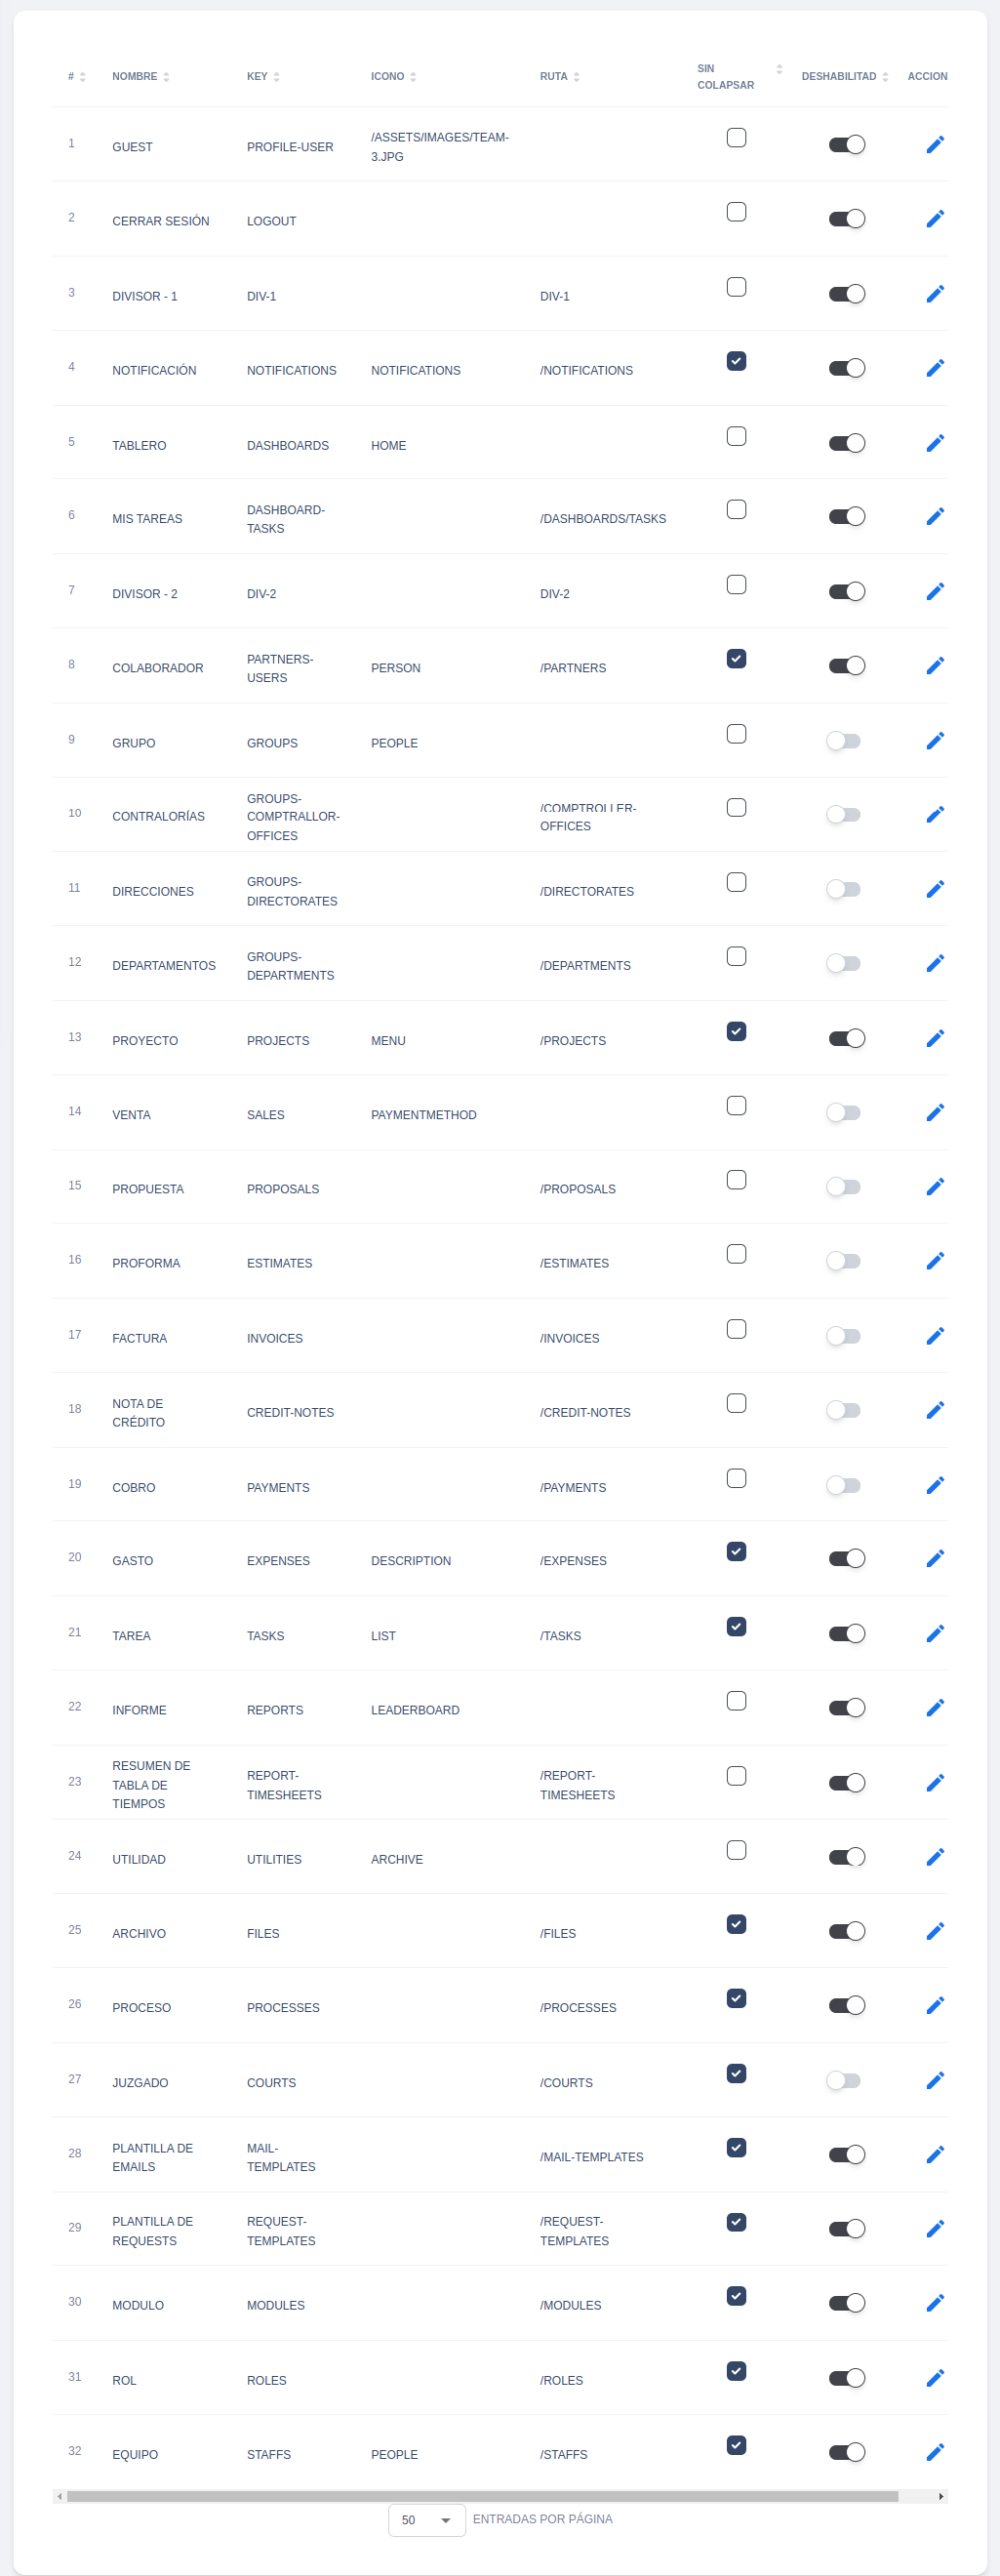 # NOMBRE KEY ICONO RUTA SIN COLAPSAR DESHABILITAD ACCION
1 GUEST PROFILE-USER /ASSETS/IMAGES/TEAM-3.JPG
2 CERRAR SESIÓN LOGOUT
3 DIVISOR - 1 DIV-1 DIV-1
4 NOTIFICACIÓN NOTIFICATIONS NOTIFICATIONS /NOTIFICATIONS
5 TABLERO DASHBOARDS HOME
6 MIS TAREAS DASHBOARD-TASKS /DASHBOARDS/TASKS
7 DIVISOR - 2 DIV-2 DIV-2
8 COLABORADOR PARTNERS-USERS PERSON /PARTNERS
9 GRUPO GROUPS PEOPLE
10 CONTRALORÍAS GROUPS-COMPTRALLOR-OFFICES /COMPTROLLER-OFFICES
11 DIRECCIONES GROUPS-DIRECTORATES /DIRECTORATES
12 DEPARTAMENTOS GROUPS-DEPARTMENTS /DEPARTMENTS
13 PROYECTO PROJECTS MENU /PROJECTS
14 VENTA SALES PAYMENTMETHOD
15 PROPUESTA PROPOSALS /PROPOSALS
16 PROFORMA ESTIMATES /ESTIMATES
17 FACTURA INVOICES /INVOICES
18 NOTA DE CRÉDITO CREDIT-NOTES /CREDIT-NOTES
19 COBRO PAYMENTS /PAYMENTS
20 GASTO EXPENSES DESCRIPTION /EXPENSES
21 TAREA TASKS LIST /TASKS
22 INFORME REPORTS LEADERBOARD
23 RESUMEN DE TABLA DE TIEMPOS REPORT-TIMESHEETS /REPORT-TIMESHEETS
24 UTILIDAD UTILITIES ARCHIVE
25 ARCHIVO FILES /FILES
26 PROCESO PROCESSES /PROCESSES
27 JUZGADO COURTS /COURTS
28 PLANTILLA DE EMAILS MAIL-TEMPLATES /MAIL-TEMPLATES
29 PLANTILLA DE REQUESTS REQUEST-TEMPLATES /REQUEST-TEMPLATES
30 MODULO MODULES /MODULES
31 ROL ROLES /ROLES
32 EQUIPO STAFFS PEOPLE /STAFFS
50 ENTRADAS POR PÁGINA